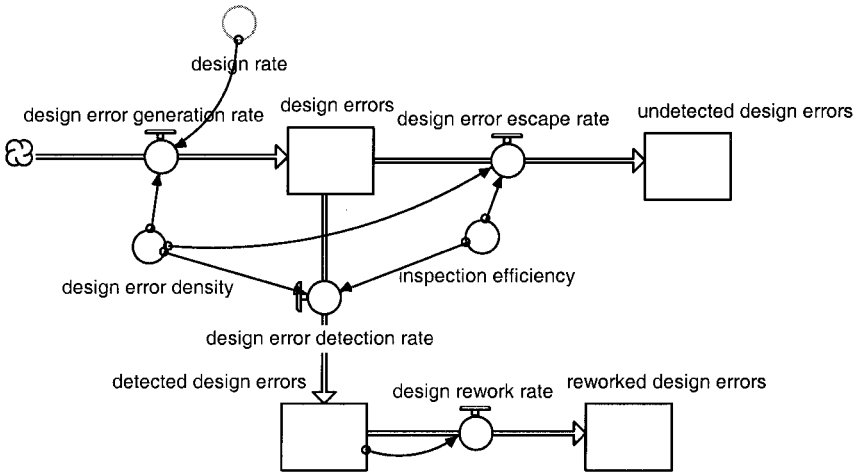 design rate
design error generation rate
design errors
design error escape rate
undetected design errors
design error density
inspection efficiency
design error detection rate
detected design errors
design rework rate
reworked design errors